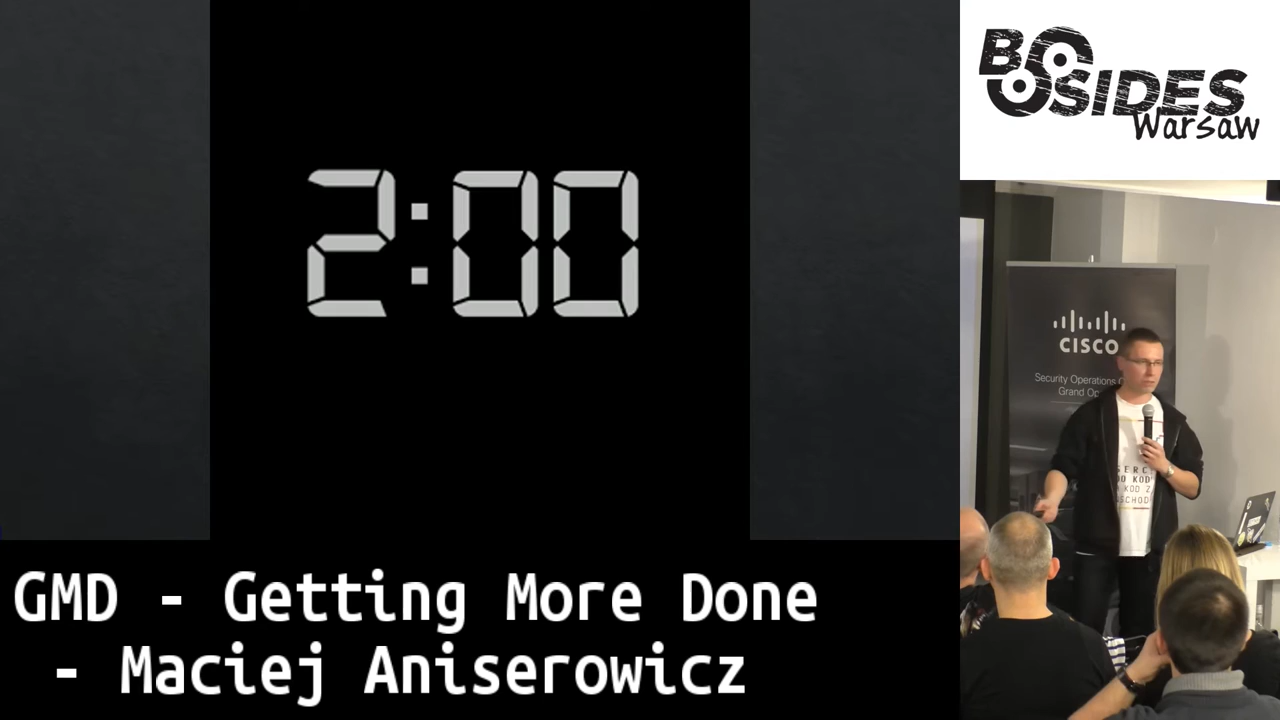 2:00
BSIDES
Warsaw
CISCO
Security Operations
Grand
GMD - Getting More Done
- Maciej Aniserowicz